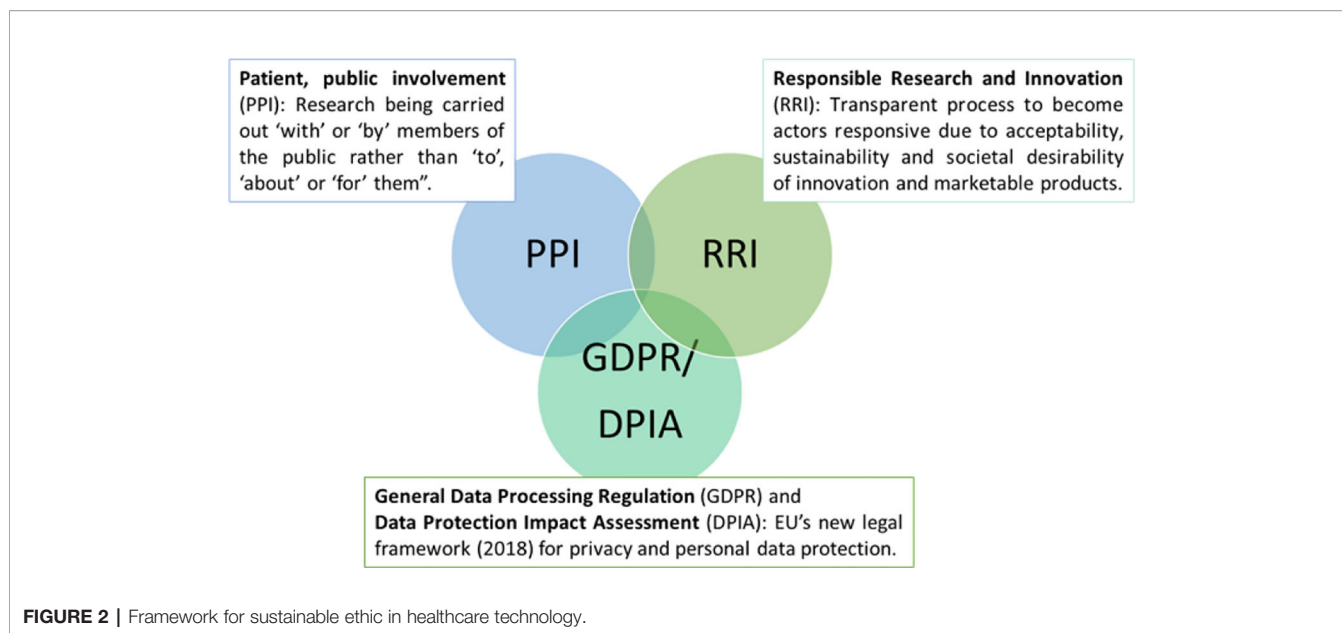 Patient, public involvement
(PPI): Research being carried
out ‘with’ or ‘by’ members of
the public rather than ‘to’,
‘about’ or ‘for’ them”.
Responsible Research and Innovation
(RRI): Transparent process to become
actors responsive due to acceptability,
sustainability and societal desirability
of innovation and marketable products.
PPI
RRI
GDPR/
DPIA
General Data Processing Regulation (GDPR) and
Data Protection Impact Assessment (DPIA): EU’s new legal
framework (2018) for privacy and personal data protection.
FIGURE 2 | Framework for sustainable ethic in healthcare technology.